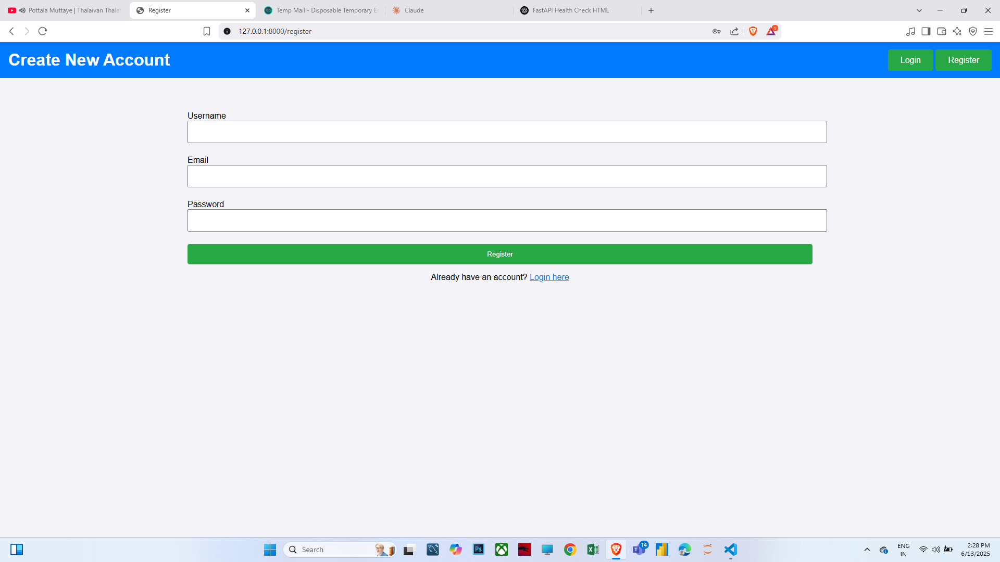 Pottala Muttaye | Thalaivan Thala
Register
Temp Mail - Disposable Temporary E
Claude
FastAPI Health Check HTML
127.0.0.1:8000/register
1
Create New Account
Login
Register
Username
Email
Password
Register
Already have an account? Login here
Search
Ps
14
ENG
IN
2:28 PM
6/13/2025